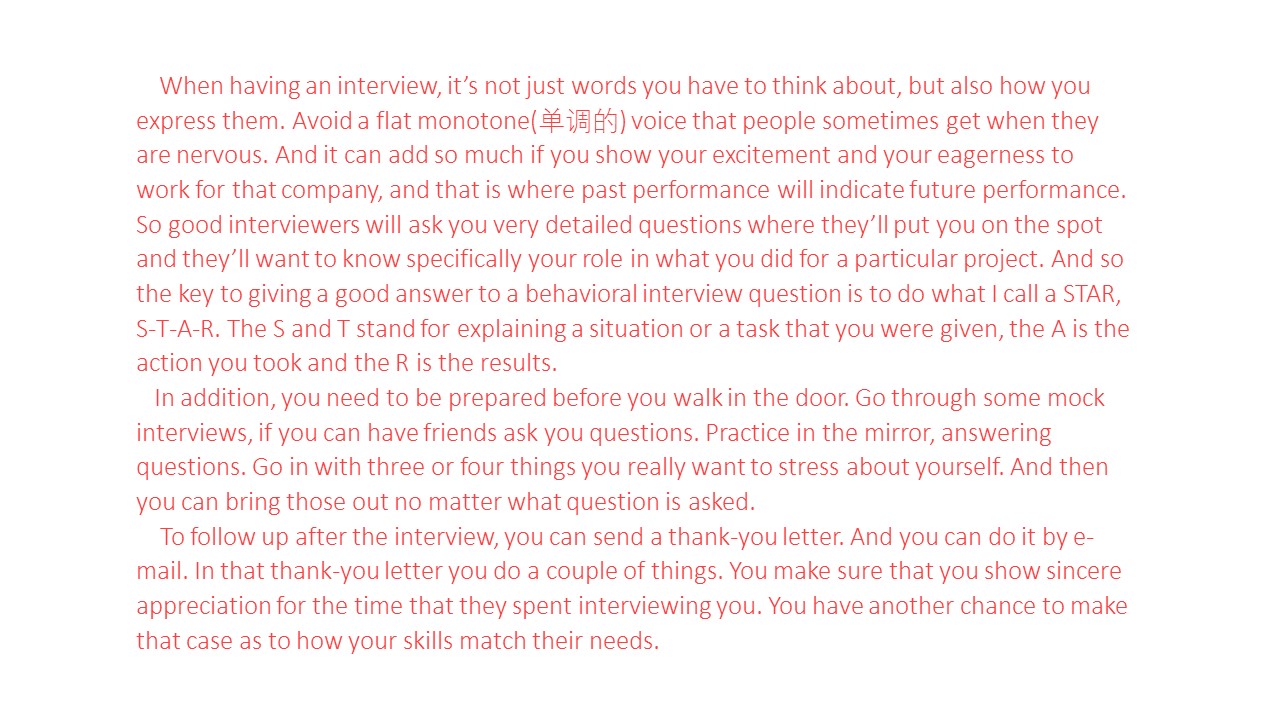 When having an interview, it’s not just words you have to think about, but also how you
express them. Avoid a flat monotone(单调的) voice that people sometimes get when they
are nervous. And it can add so much if you show your excitement and your eagerness to
work for that company, and that is where past performance will indicate future performance.
So good interviewers will ask you very detailed questions where they’ll put you on the spot
and they’ll want to know specifically your role in what you did for a particular project. And so
the key to giving a good answer to a behavioral interview question is to do what I call a STAR,
S-T-A-R. The S and T stand for explaining a situation or a task that you were given, the A is the
action you took and the R is the results.
In addition, you need to be prepared before you walk in the door. Go through some mock
interviews, if you can have friends ask you questions. Practice in the mirror, answering
questions. Go in with three or four things you really want to stress about yourself. And then
you can bring those out no matter what question is asked.
To follow up after the interview, you can send a thank-you letter. And you can do it by e-
mail. In that thank-you letter you do a couple of things. You make sure that you show sincere
appreciation for the time that they spent interviewing you. You have another chance to make
that case as to how your skills match their needs.